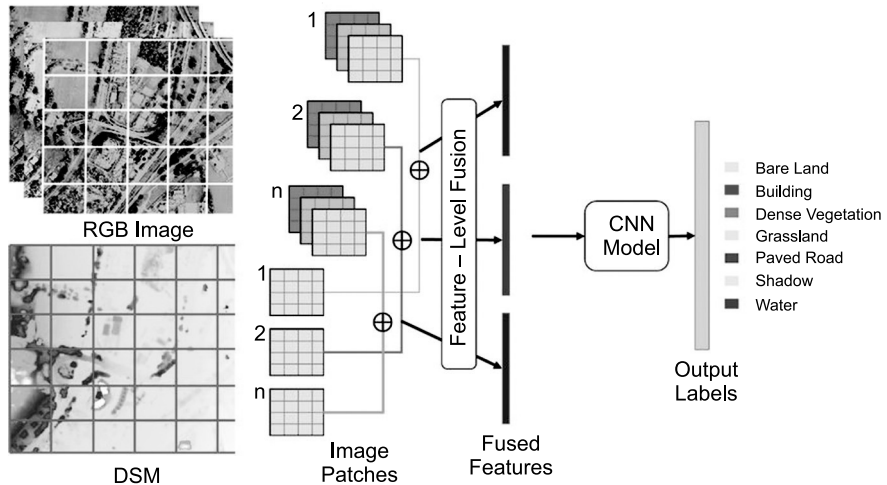 RGB Image
DSM
1
2
n
1
2
n
Image
Patches
Feature – Level Fusion
Fused
Features
CNN
Model
Output
Labels
Bare Land
Building
Dense Vegetation
Grassland
Paved Road
Shadow
Water